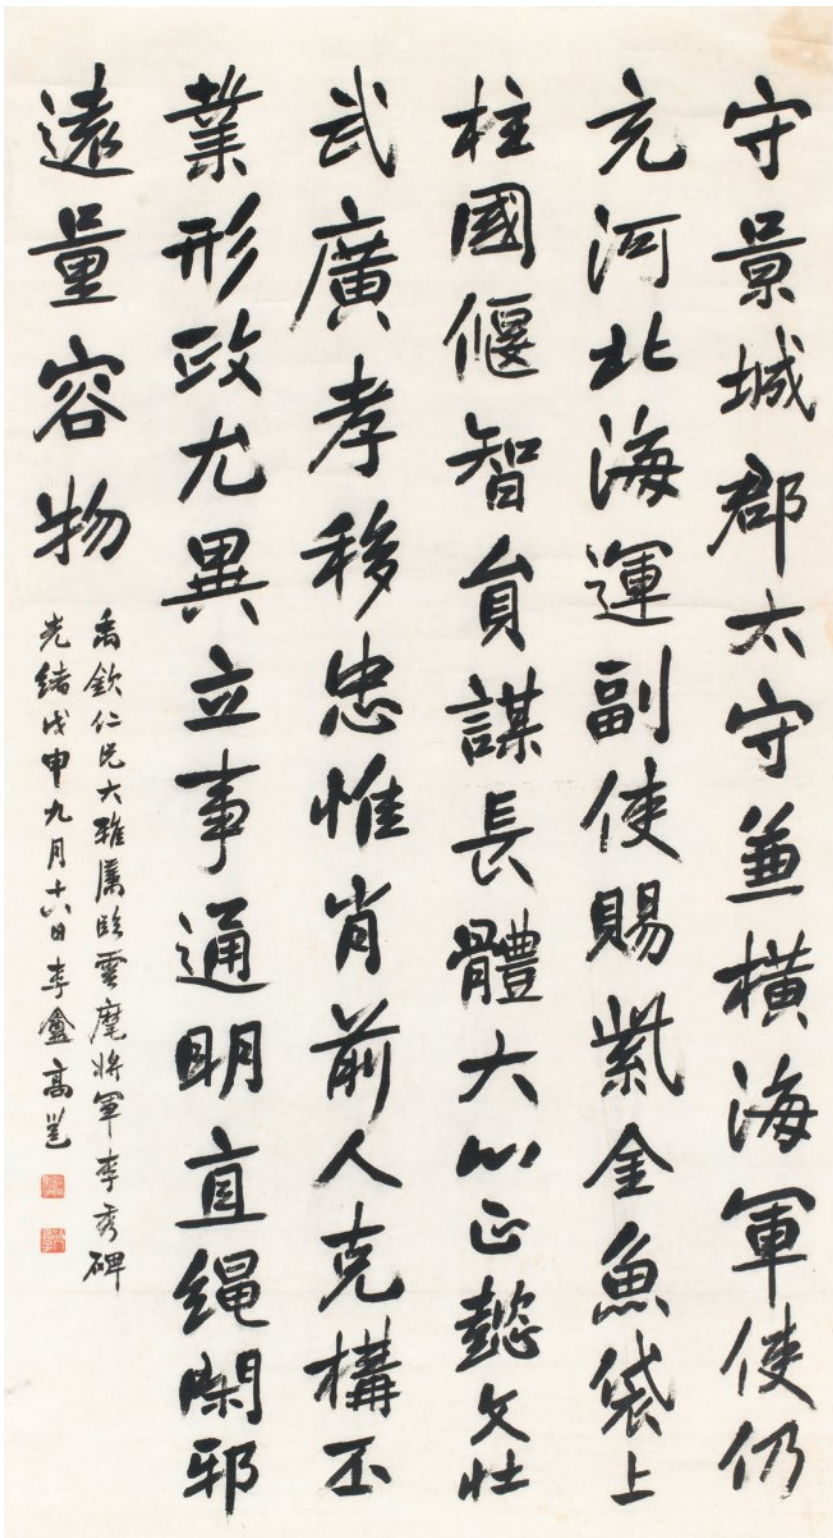 守景城郡太守兼橫海軍使仍
充河北海運副使賜紫金魚袋上
柱國偃智員謀長體大心正懿文壯
武廣孝移忠惟肖前人克構丕
業形政尤異立事通明直繩閑邪
遠量容物
禹欽仁兄大雅屬臨雲麾將軍李秀碑
光緒戊申九月十六日李盦高邕